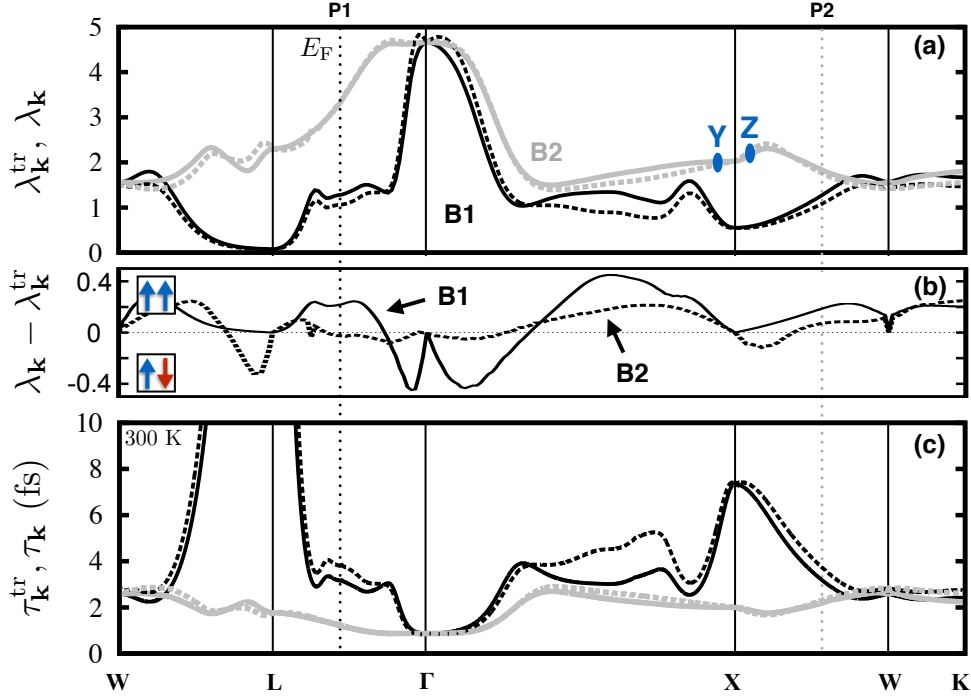 P1 P2
5 E_F (a)
4
3
2 B2 Y Z
1 B1
0
λ_k^tr, λ_k
0.4 B1 (b)
0
-0.4 B2
λ_k − λ_k^tr
10 300 K (c)
8
6
4
2
0
τ_k^tr, τ_k (fs)
W L Γ X W K